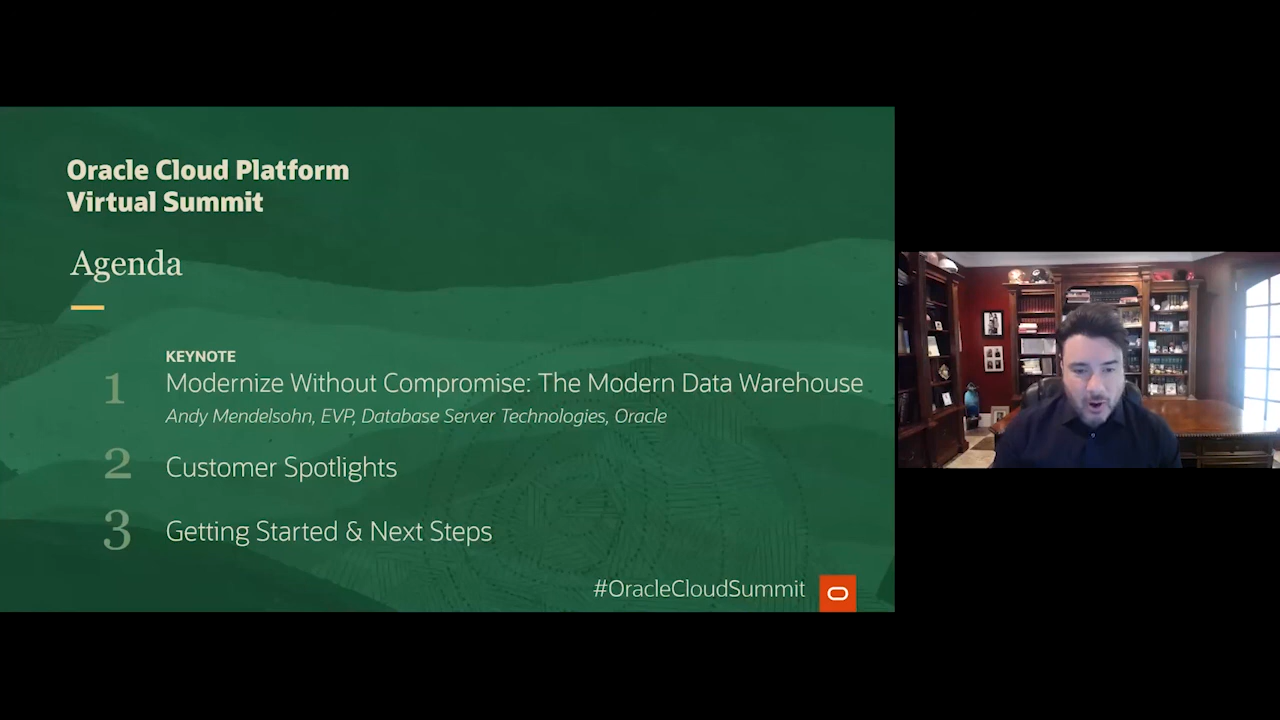 Oracle Cloud Platform
Virtual Summit
Agenda
KEYNOTE
1 Modernize Without Compromise: The Modern Data Warehouse
Andy Mendelsohn, EVP, Database Server Technologies, Oracle
2 Customer Spotlights
3 Getting Started & Next Steps
#OracleCloudSummit